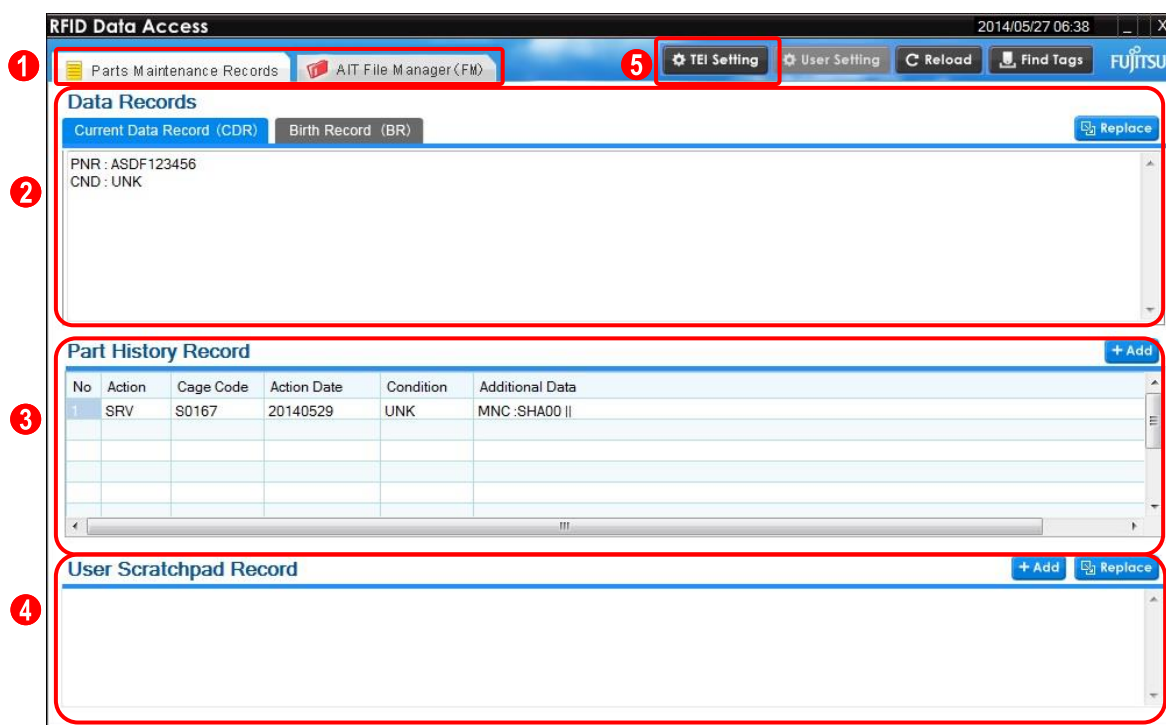 RFID Data Access 2014/05/27 06:38 _ X
1 Parts Maintenance Records AIT File Manager(FM) 5 TEI Setting User Setting Reload Find Tags FUJITSU
Data Records
Current Data Record (CDR) Birth Record (BR) Replace
2
PNR : ASDF123456
CND : UNK
Part History Record + Add
3
No Action Cage Code Action Date Condition Additional Data
1 SRV S0167 20140529 UNK MNC :SHA00 ||
User Scratchpad Record + Add Replace
4